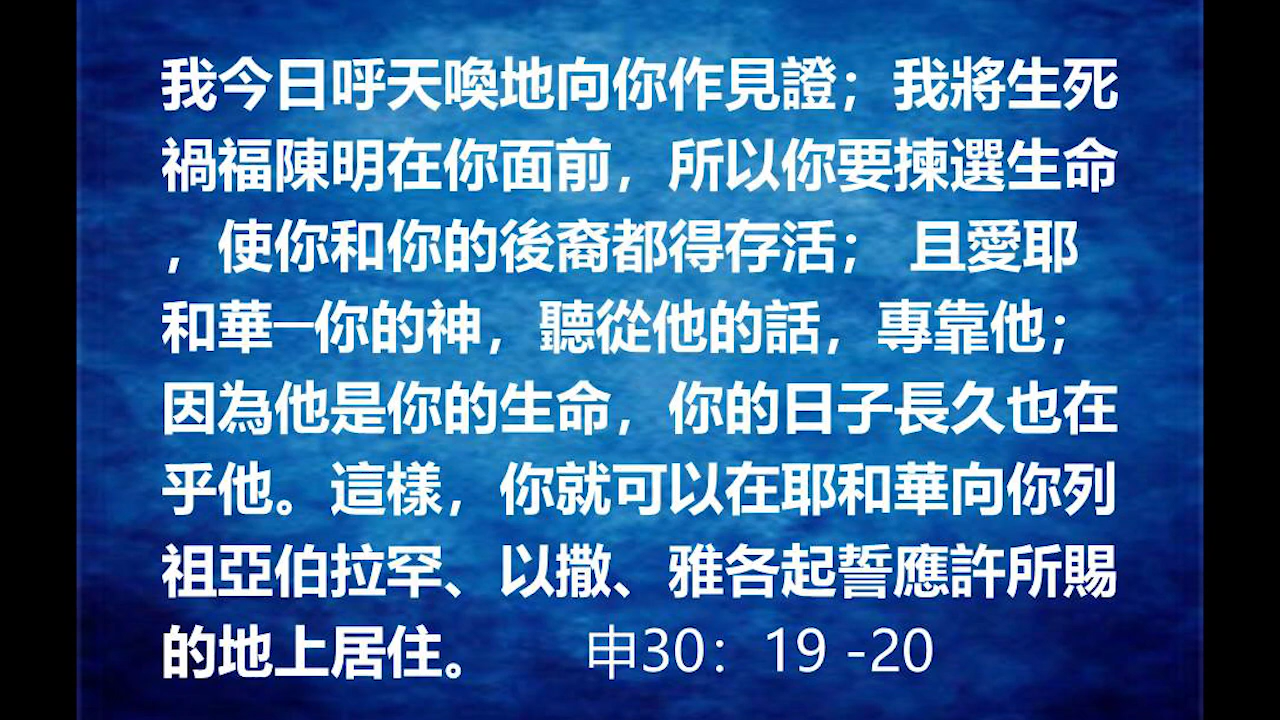 我今日呼天喚地向你作見證；我將生死
禍福陳明在你面前，所以你要揀選生命
，使你和你的後裔都得存活； 且愛耶
和華─你的神，聽從他的話，專靠他；
因為他是你的生命，你的日子長久也在
乎他。這樣，你就可以在耶和華向你列
祖亞伯拉罕、以撒、雅各起誓應許所賜
的地上居住。 申30：19 -20